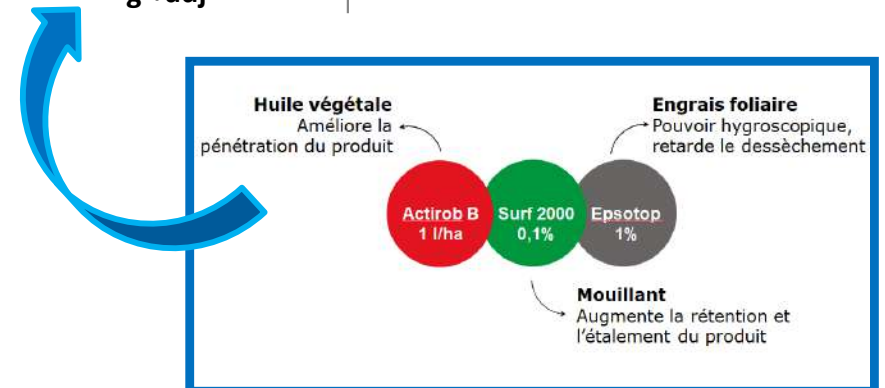 Huile végétale
Améliore la
pénétration du produit
Engrais foliaire
Pouvoir hygroscopique,
retarde le dessèchement
Actirob B
1 l/ha
Surf 2000
0,1%
Epsotop
1%
Mouillant
Augmente la rétention et
l'étalement du produit